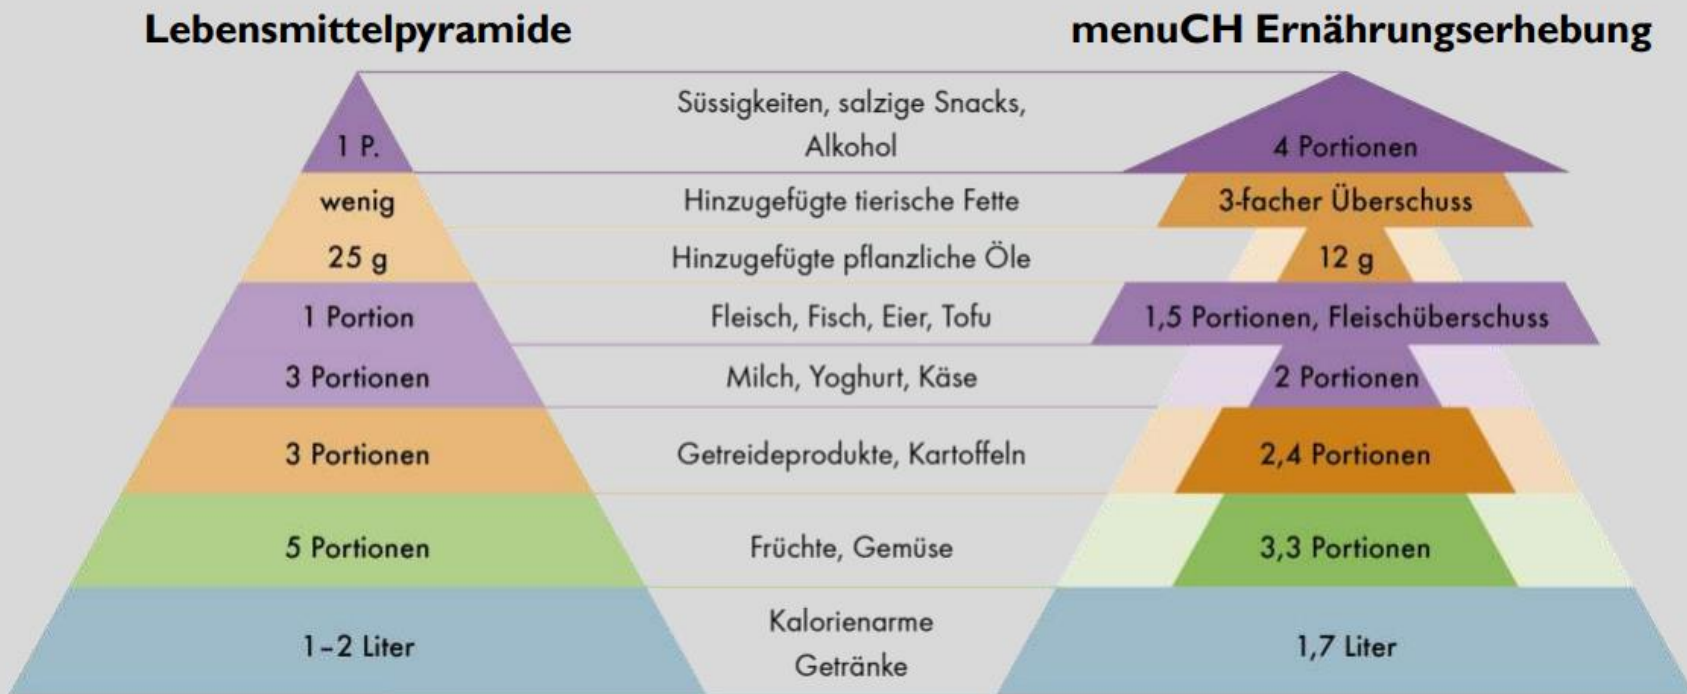 Lebensmittelpyramide
menuCH Ernährungserhebung
1 P.
Süssigkeiten, salzige Snacks,
Alkohol
4 Portionen
wenig
Hinzugefügte tierische Fette
3-facher Überschuss
25 g
Hinzugefügte pflanzliche Öle
12 g
1 Portion
Fleisch, Fisch, Eier, Tofu
1,5 Portionen, Fleischüberschuss
3 Portionen
Milch, Yoghurt, Käse
2 Portionen
3 Portionen
Getreideprodukte, Kartoffeln
2,4 Portionen
5 Portionen
Früchte, Gemüse
3,3 Portionen
1–2 Liter
Kalorienarme
Getränke
1,7 Liter